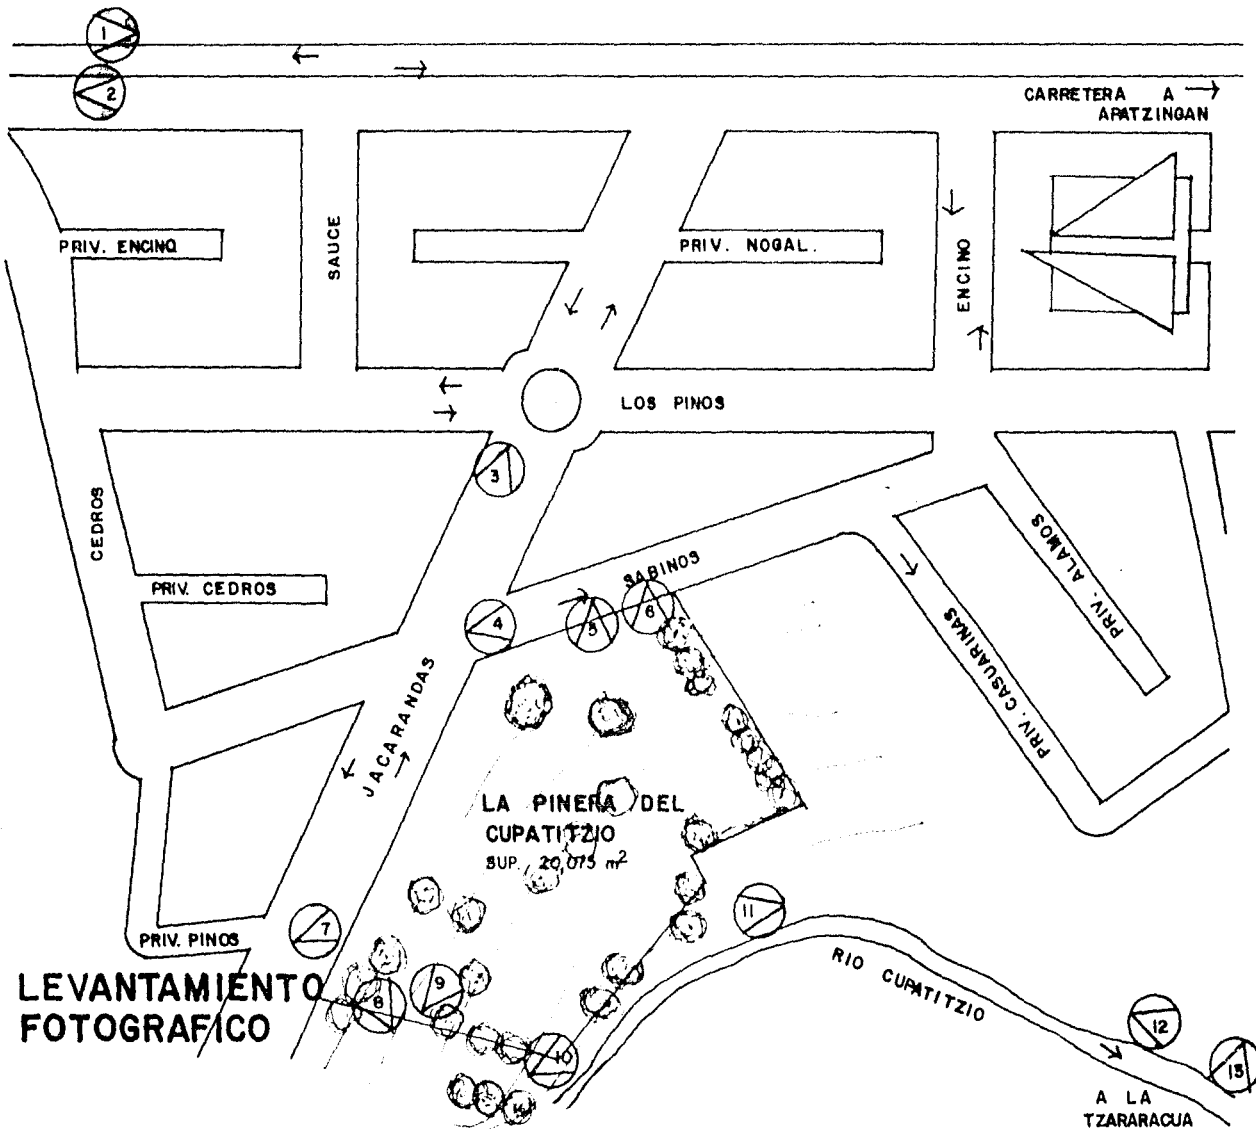 1
2
CARRETERA A
APATZINGAN
PRIV. ENCINO
SAUCE
PRIV. NOGAL.
ENCINO
LOS PINOS
3
CEDROS
PRIV. CEDROS
SABINOS
4
5
6
PRIV. ALAMOS
PRIV. CASUARINAS
JACARANDAS
LA PINERA DEL
CUPATITZIO
SUP. 20,075 m²
7
PRIV. PINOS
8
9
10
11
RIO CUPATITZIO
12
13
LEVANTAMIENTO
FOTOGRAFICO
A LA
TZARARACUA